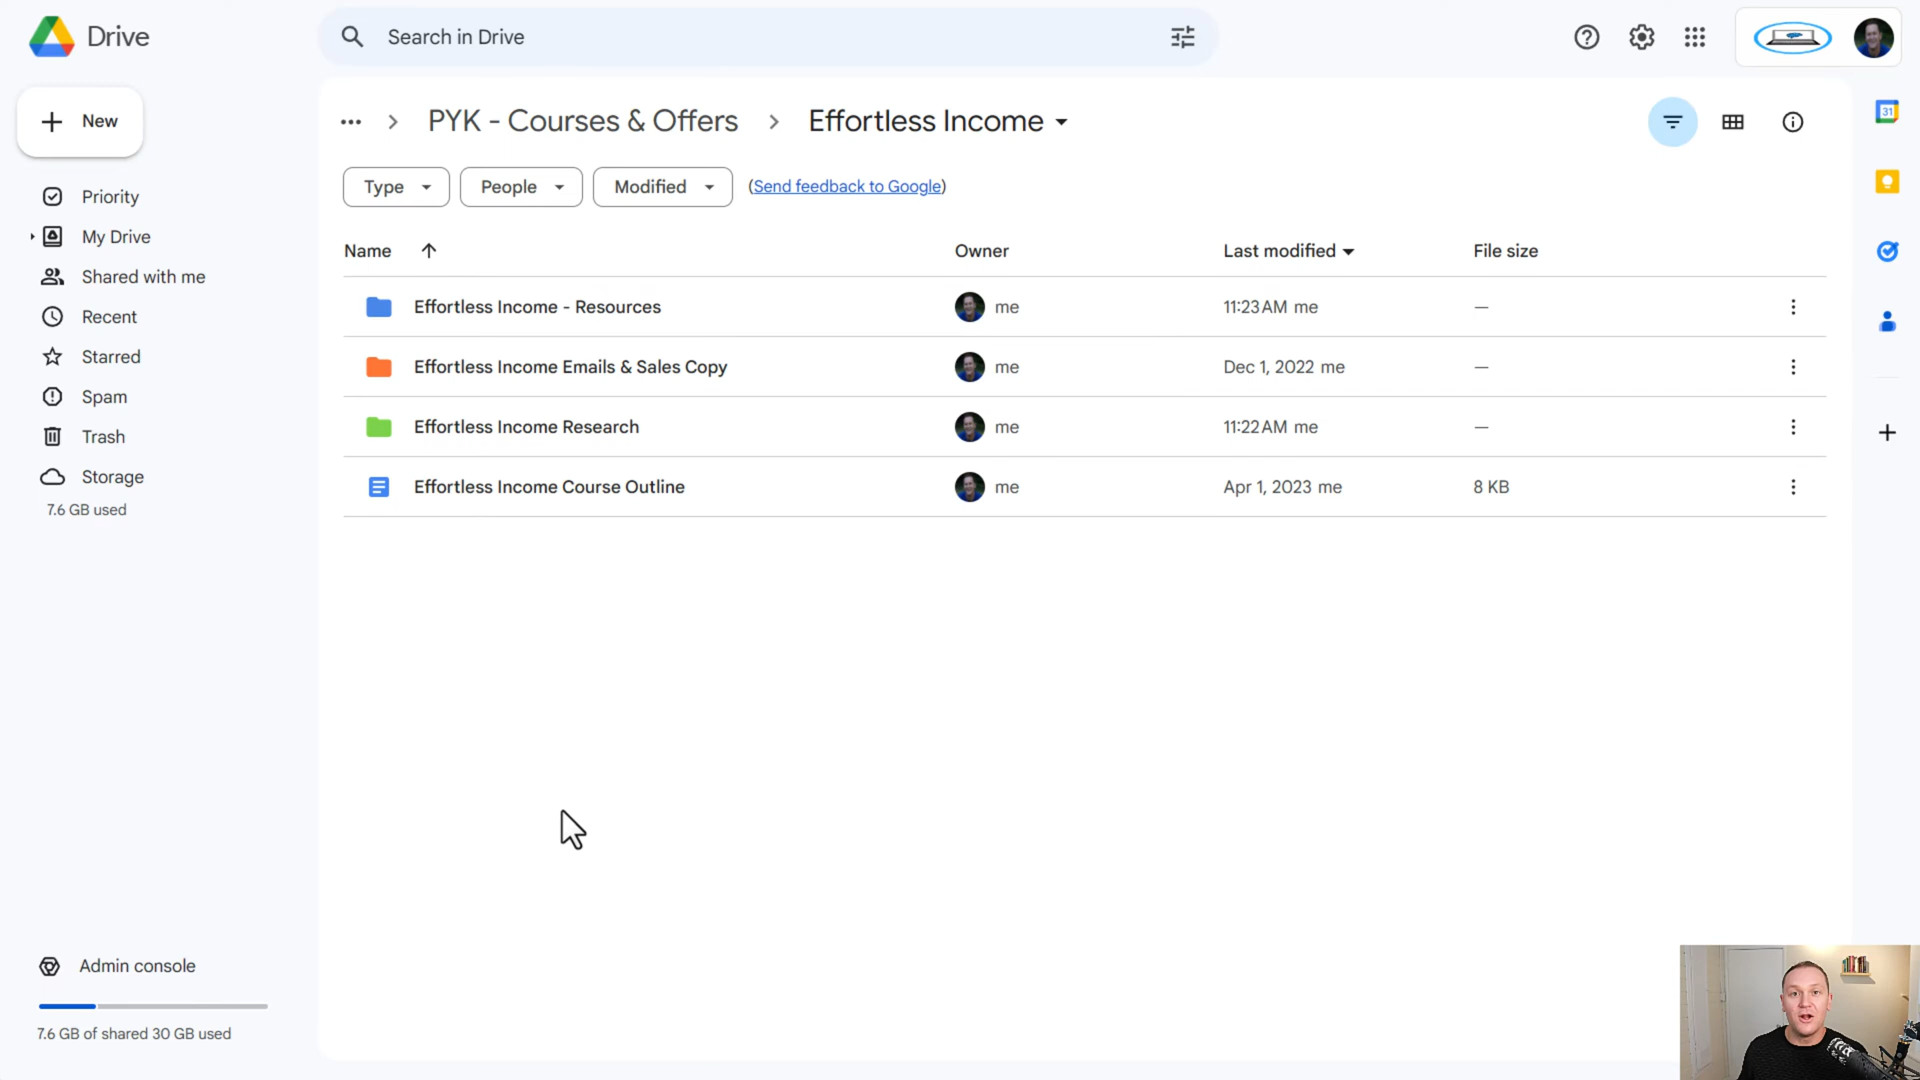 Drive
Search in Drive
New
PYK - Courses & Offers
Effortless Income
Type
People
Modified
(Send feedback to Google)
Priority
My Drive
Shared with me
Recent
Starred
Spam
Trash
Storage
7.6 GB used
Name
Owner
Last modified
File size
Effortless Income - Resources
me
11:23 AM me
—
Effortless Income Emails & Sales Copy
me
Dec 1, 2022 me
—
Effortless Income Research
me
11:22 AM me
—
Effortless Income Course Outline
me
Apr 1, 2023 me
8 KB
31
Admin console
7.6 GB of shared 30 GB used